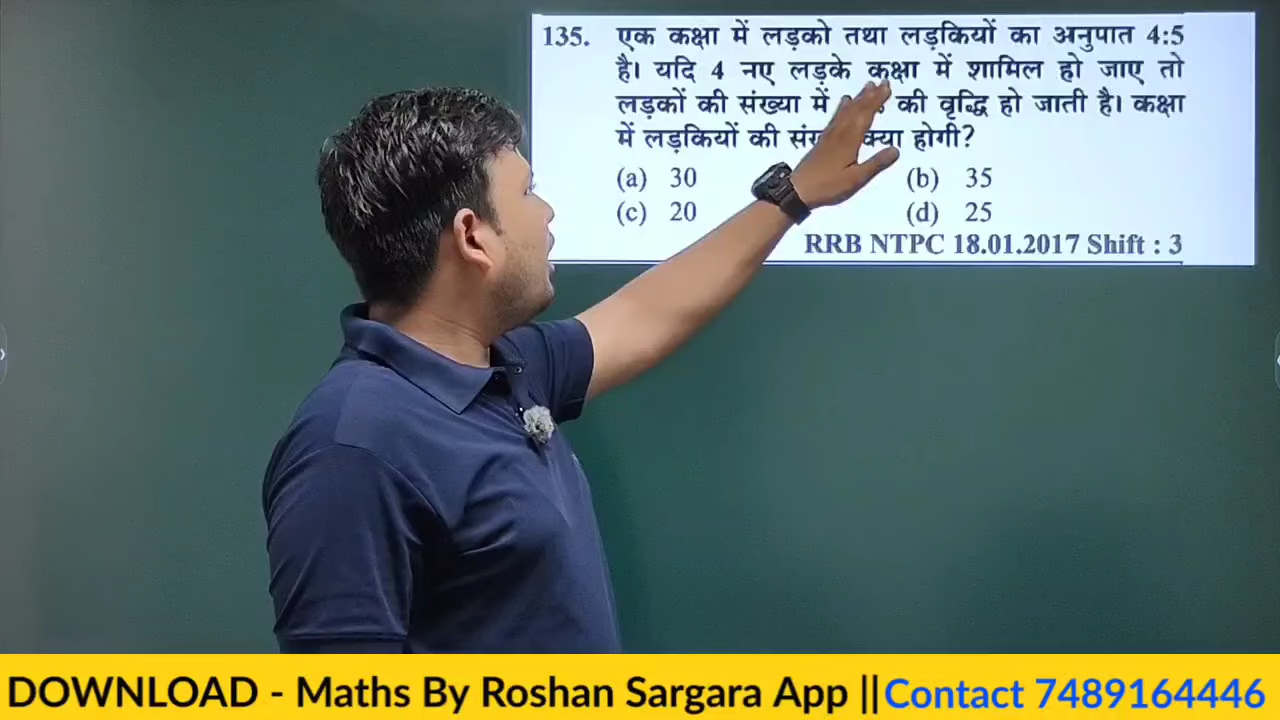 135. एक कक्षा में लड़को तथा लड़कियों का अनुपात 4:5
है। यदि 4 नए लड़के कक्षा में शामिल हो जाए तो
लड़कों की संख्या में की वृद्धि हो जाती है। कक्षा
में लड़कियों की क्या होगी?
(a) 30 (b) 35
(c) 20 (d) 25
RRB NTPC 18.01.2017 Shift : 3
DOWNLOAD - Maths By Roshan Sargara App || Contact 7489164446